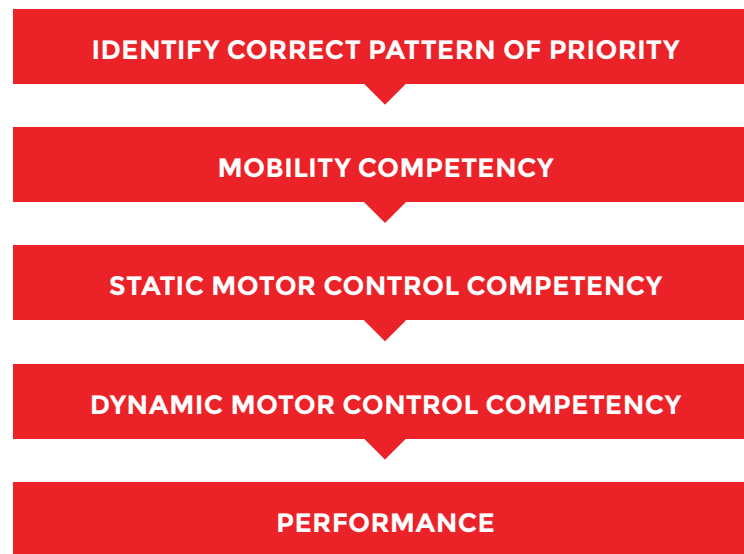 IDENTIFY CORRECT PATTERN OF PRIORITY
MOBILITY COMPETENCY
STATIC MOTOR CONTROL COMPETENCY
DYNAMIC MOTOR CONTROL COMPETENCY
PERFORMANCE